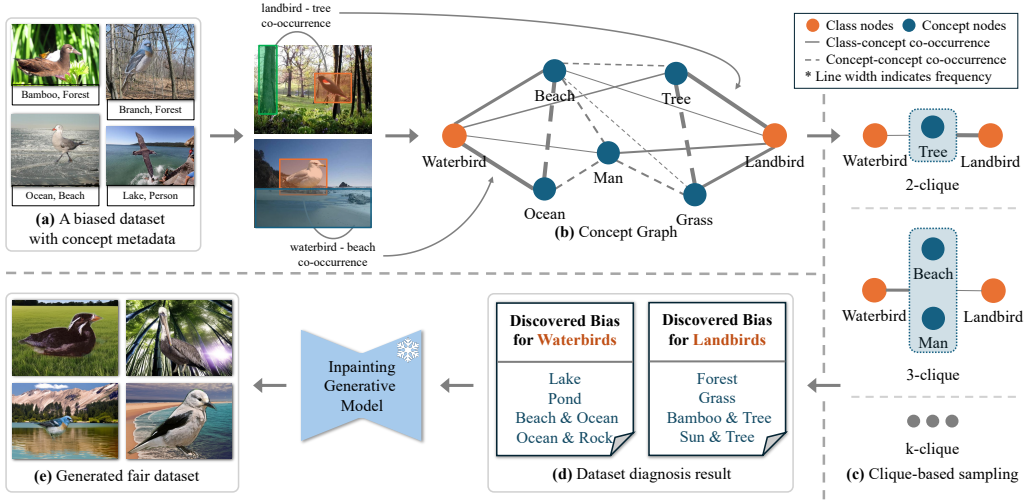 landbird - tree
co-occurrence
Bamboo, Forest
Branch, Forest
Ocean, Beach
Lake, Person
(a) A biased dataset
with concept metadata
waterbird - beach
co-occurrence
Beach
Tree
Waterbird
Man
Landbird
Ocean
Grass
(b) Concept Graph
Class nodes
Concept nodes
Class-concept co-occurrence
Concept-concept co-occurrence
* Line width indicates frequency
Waterbird
Tree
Landbird
2-clique
Beach
Waterbird
Landbird
Man
3-clique
k-clique
(c) Clique-based sampling
Discovered Bias
for Waterbirds
Lake
Pond
Beach & Ocean
Ocean & Rock
Discovered Bias
for Landbirds
Forest
Grass
Bamboo & Tree
Sun & Tree
(d) Dataset diagnosis result
Inpainting
Generative
Model
(e) Generated fair dataset